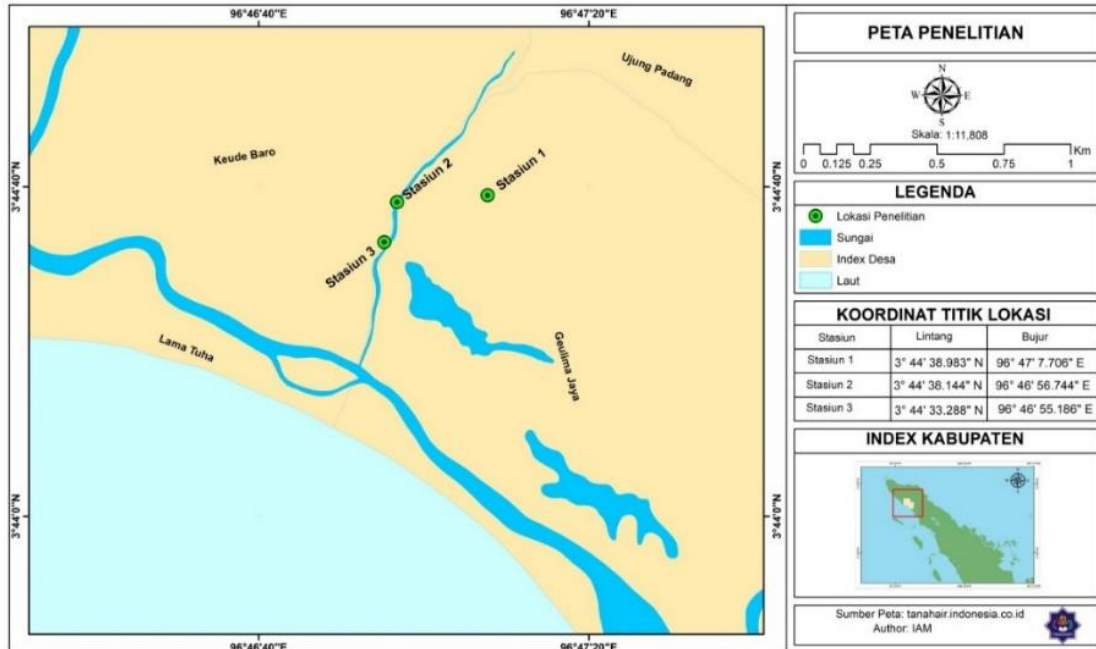 96°46'40"E
96°47'20"E
3°44'40"N
3°44'0"N
Ujung Padang
Keude Baro
Stasiun 2
Stasiun 1
Stasiun 3
Lama Tuha
Geulima Jaya
3°44'40"N
3°44'0"N
96°46'40"E
96°47'20"E
PETA PENELITIAN
N
W E
S
Skala: 1:11,808
Km
0 0.125 0.25 0.5 0.75 1
LEGENDA
Lokasi Penelitian
Sungai
Index Desa
Laut
KOORDINAT TITIK LOKASI
Stasiun Lintang Bujur
Stasiun 1 3° 44' 38.983" N 96° 47' 7.706" E
Stasiun 2 3° 44' 38.144" N 96° 46' 56.744" E
Stasiun 3 3° 44' 33.288" N 96° 46' 55.186" E
INDEX KABUPATEN
Sumber Peta: tanahair.indonesia.co.id
Author: IAM